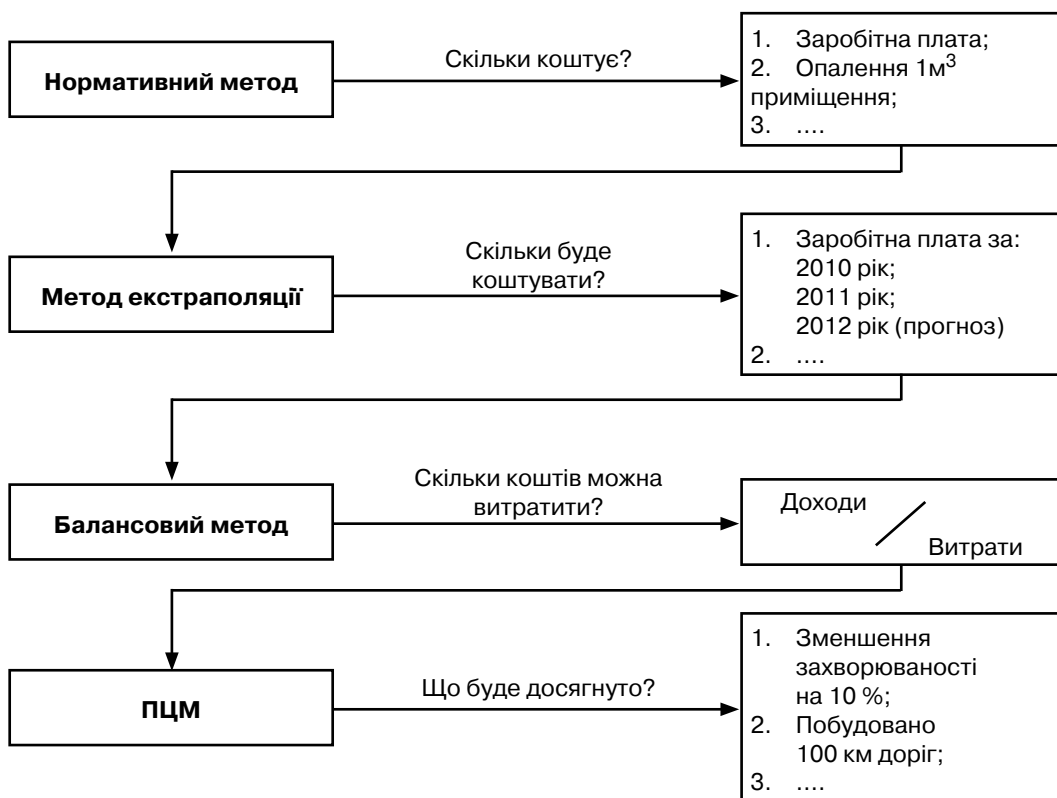 Нормативний метод
Скільки коштує?
1. Заробітна плата;
2. Опалення 1м³
приміщення;
3. ....
Метод екстраполяції
Скільки буде
коштувати?
1. Заробітна плата за:
2010 рік;
2011 рік;
2012 рік (прогноз)
2. ....
Балансовий метод
Скільки коштів можна
витратити?
Доходи
Витрати
ПЦМ
Що буде досягнуто?
1. Зменшення
захворюваності
на 10 %;
2. Побудовано
100 км доріг;
3. ....